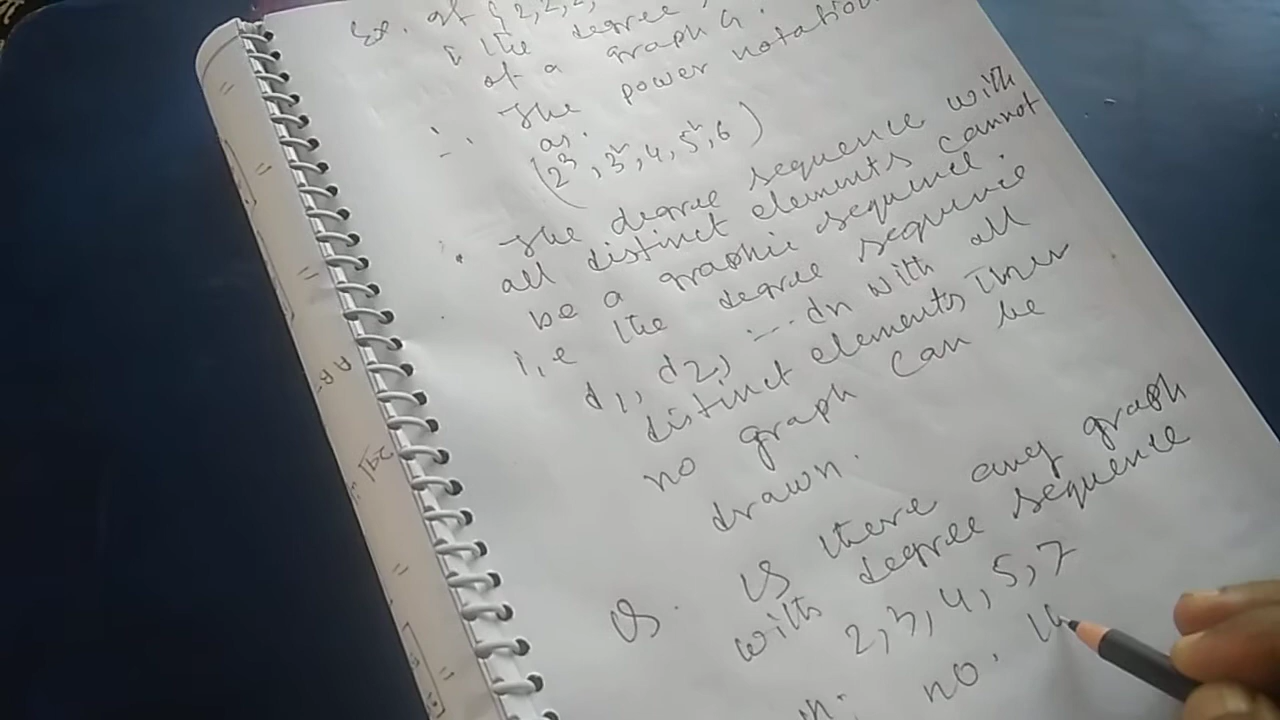 Ex. If {2,2,2,
is the degree
of a graph G.
∴ The power notation
as.
(2³, 3², 4, 5², 6)
* The degree sequence with
all distinct elements cannot
be a graphic sequence.
i.e the degree sequence
d1, d2, ... dn with all
distinct elements then
no graph can be
drawn.
Q. Is there any graph
with degree sequence
2, 3, 4, 5, 7
no.